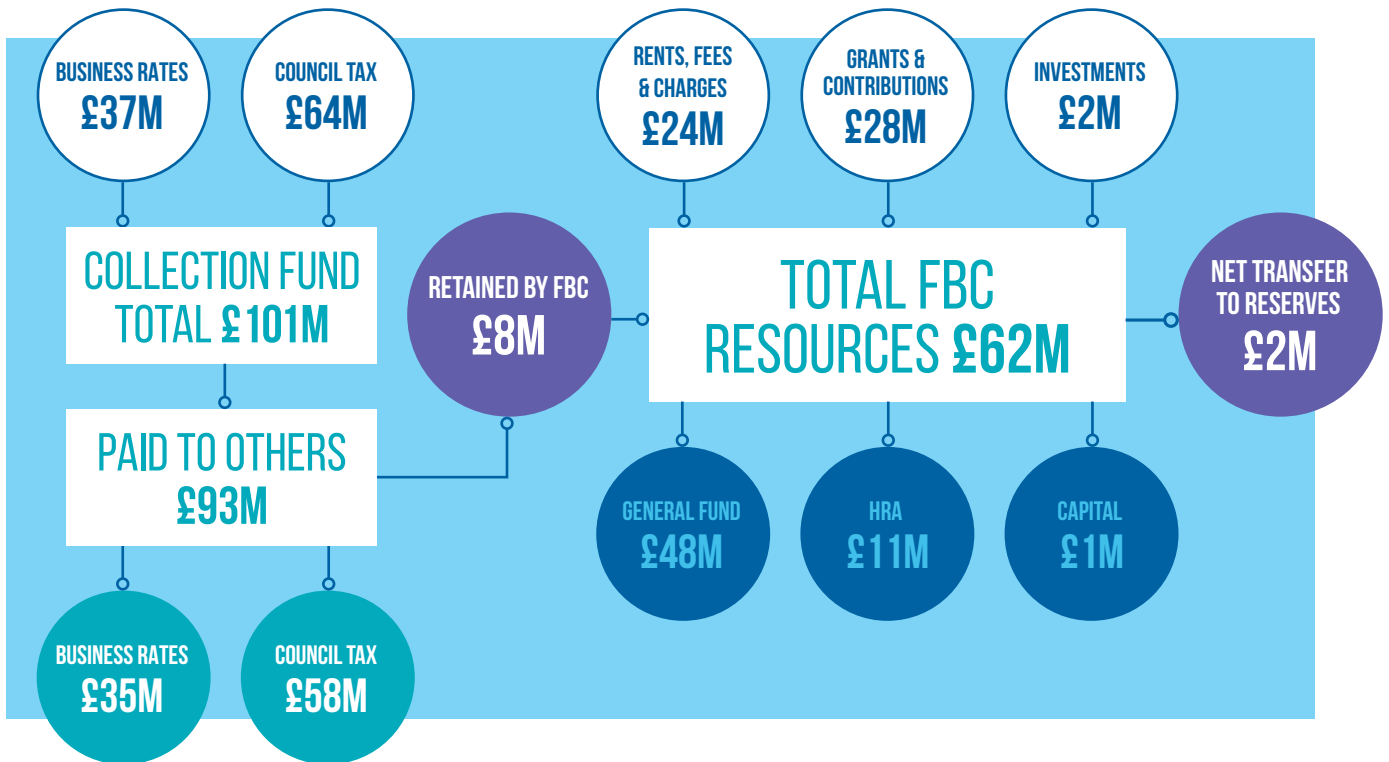 BUSINESS RATES
£37M
COUNCIL TAX
£64M
RENTS, FEES
& CHARGES
£24M
GRANTS &
CONTRIBUTIONS
£28M
INVESTMENTS
£2M
COLLECTION FUND
TOTAL £101M
RETAINED BY FBC
£8M
TOTAL FBC
RESOURCES £62M
NET TRANSFER
TO RESERVES
£2M
PAID TO OTHERS
£93M
GENERAL FUND
£48M
HRA
£11M
CAPITAL
£1M
BUSINESS RATES
£35M
COUNCIL TAX
£58M